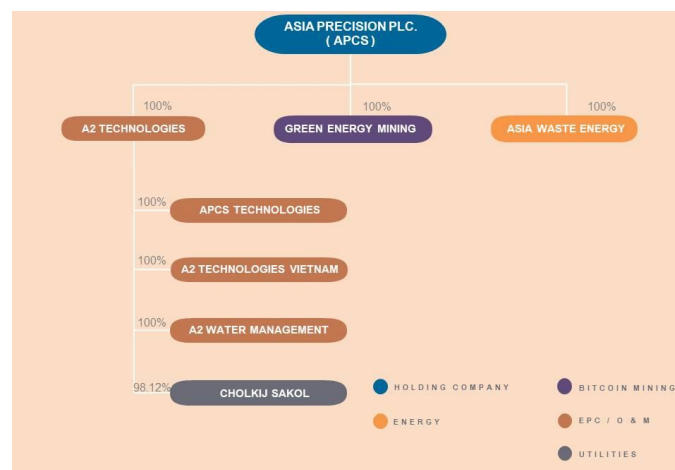 ASIA PRECISION PLC.
( APCS )
100%
100%
100%
A2 TECHNOLOGIES
GREEN ENERGY MINING
ASIA WASTE ENERGY
100%
APCS TECHNOLOGIES
100%
A2 TECHNOLOGIES VIETNAM
100%
A2 WATER MANAGEMENT
98.12%
CHOLKIJ SAKOL
HOLDING COMPANY
BITCOIN MINING
ENERGY
EPC / O & M
UTILITIES